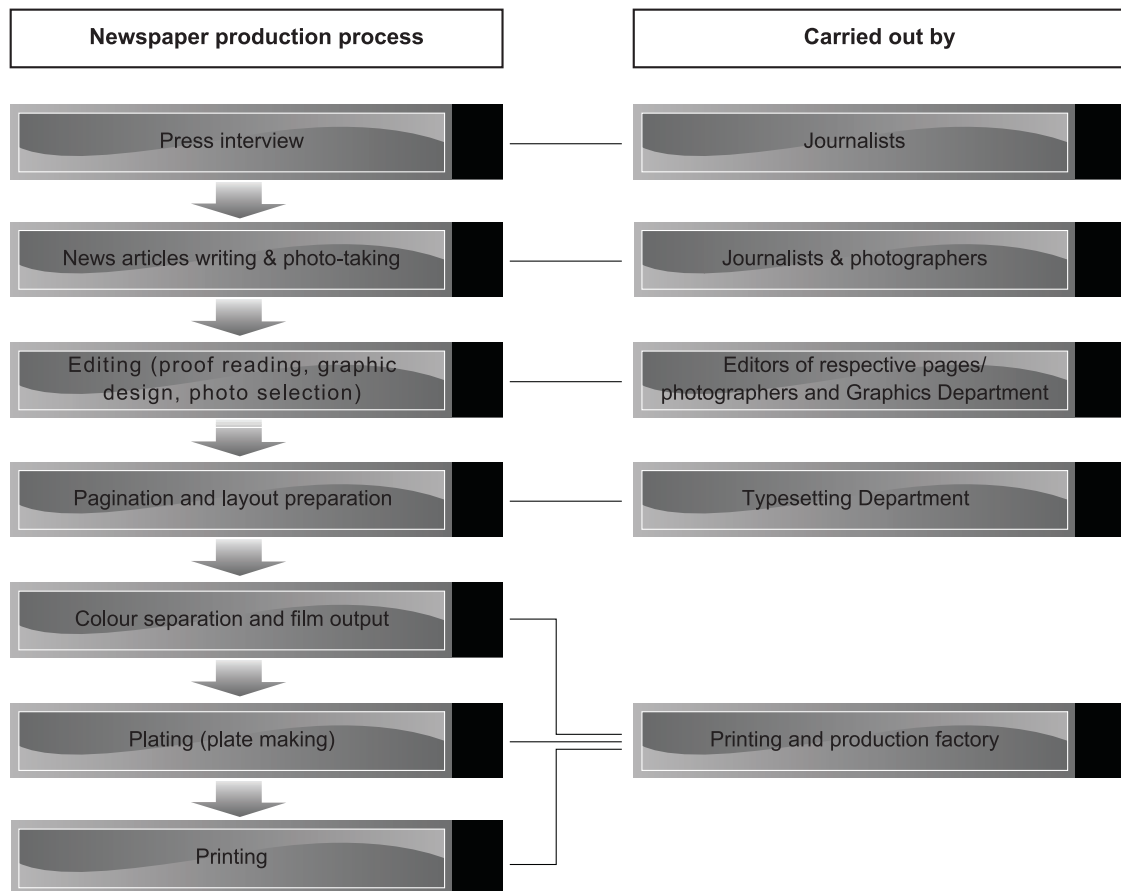 Newspaper production process
Carried out by
Press interview
Journalists
News articles writing & photo-taking
Journalists & photographers
Editing (proof reading, graphic
design, photo selection)
Editors of respective pages/
photographers and Graphics Department
Pagination and layout preparation
Typesetting Department
Colour separation and film output
Plating (plate making)
Printing and production factory
Printing